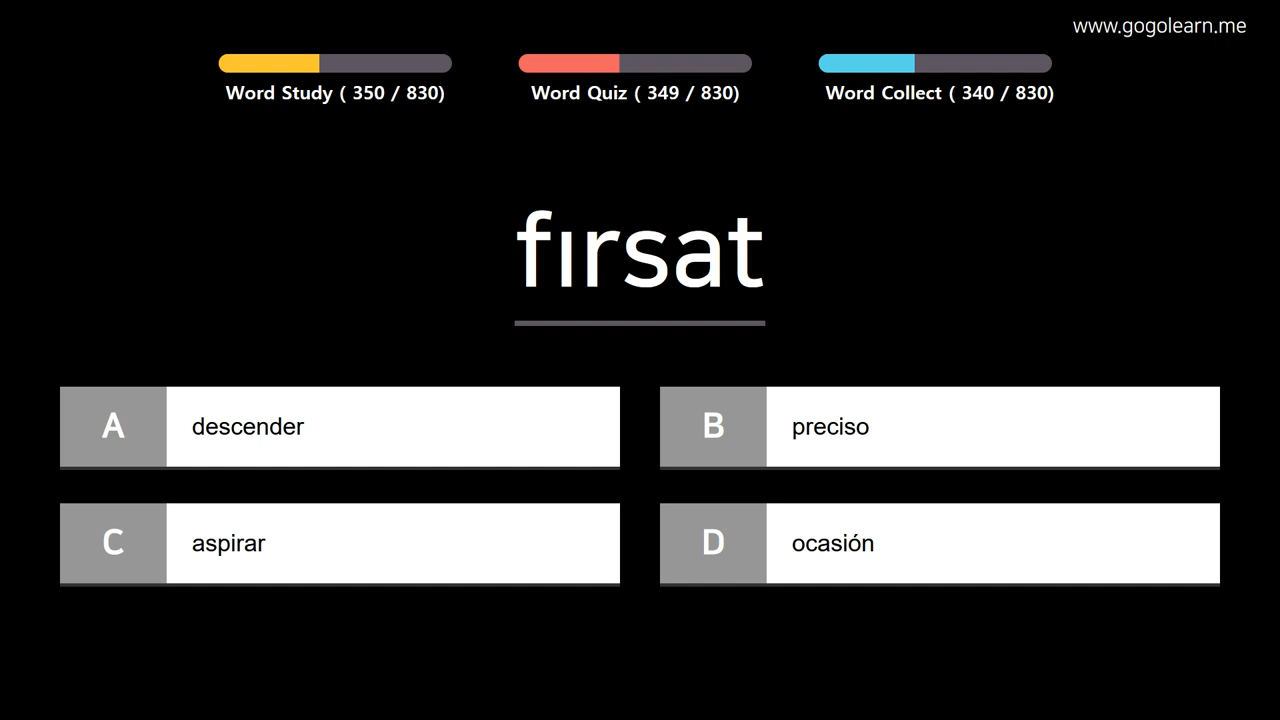 www.gogolearn.me
Word Study ( 350 / 830)
Word Quiz ( 349 / 830)
Word Collect ( 340 / 830)
fırsat
A descender
B preciso
C aspirar
D ocasión